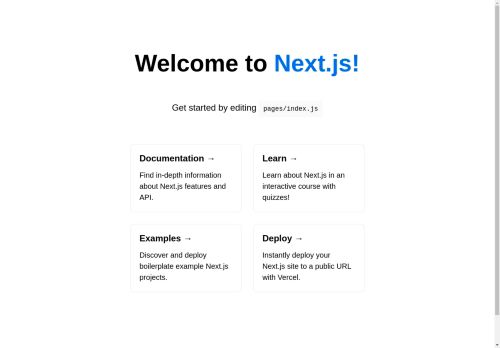 Welcome to Next.js!
Get started by editing pages/index.js
Documentation →
Find in-depth information
about Next.js features and
API.
Learn →
Learn about Next.js in an
interactive course with
quizzes!
Examples →
Discover and deploy
boilerplate example Next.js
projects.
Deploy →
Instantly deploy your
Next.js site to a public URL
with Vercel.